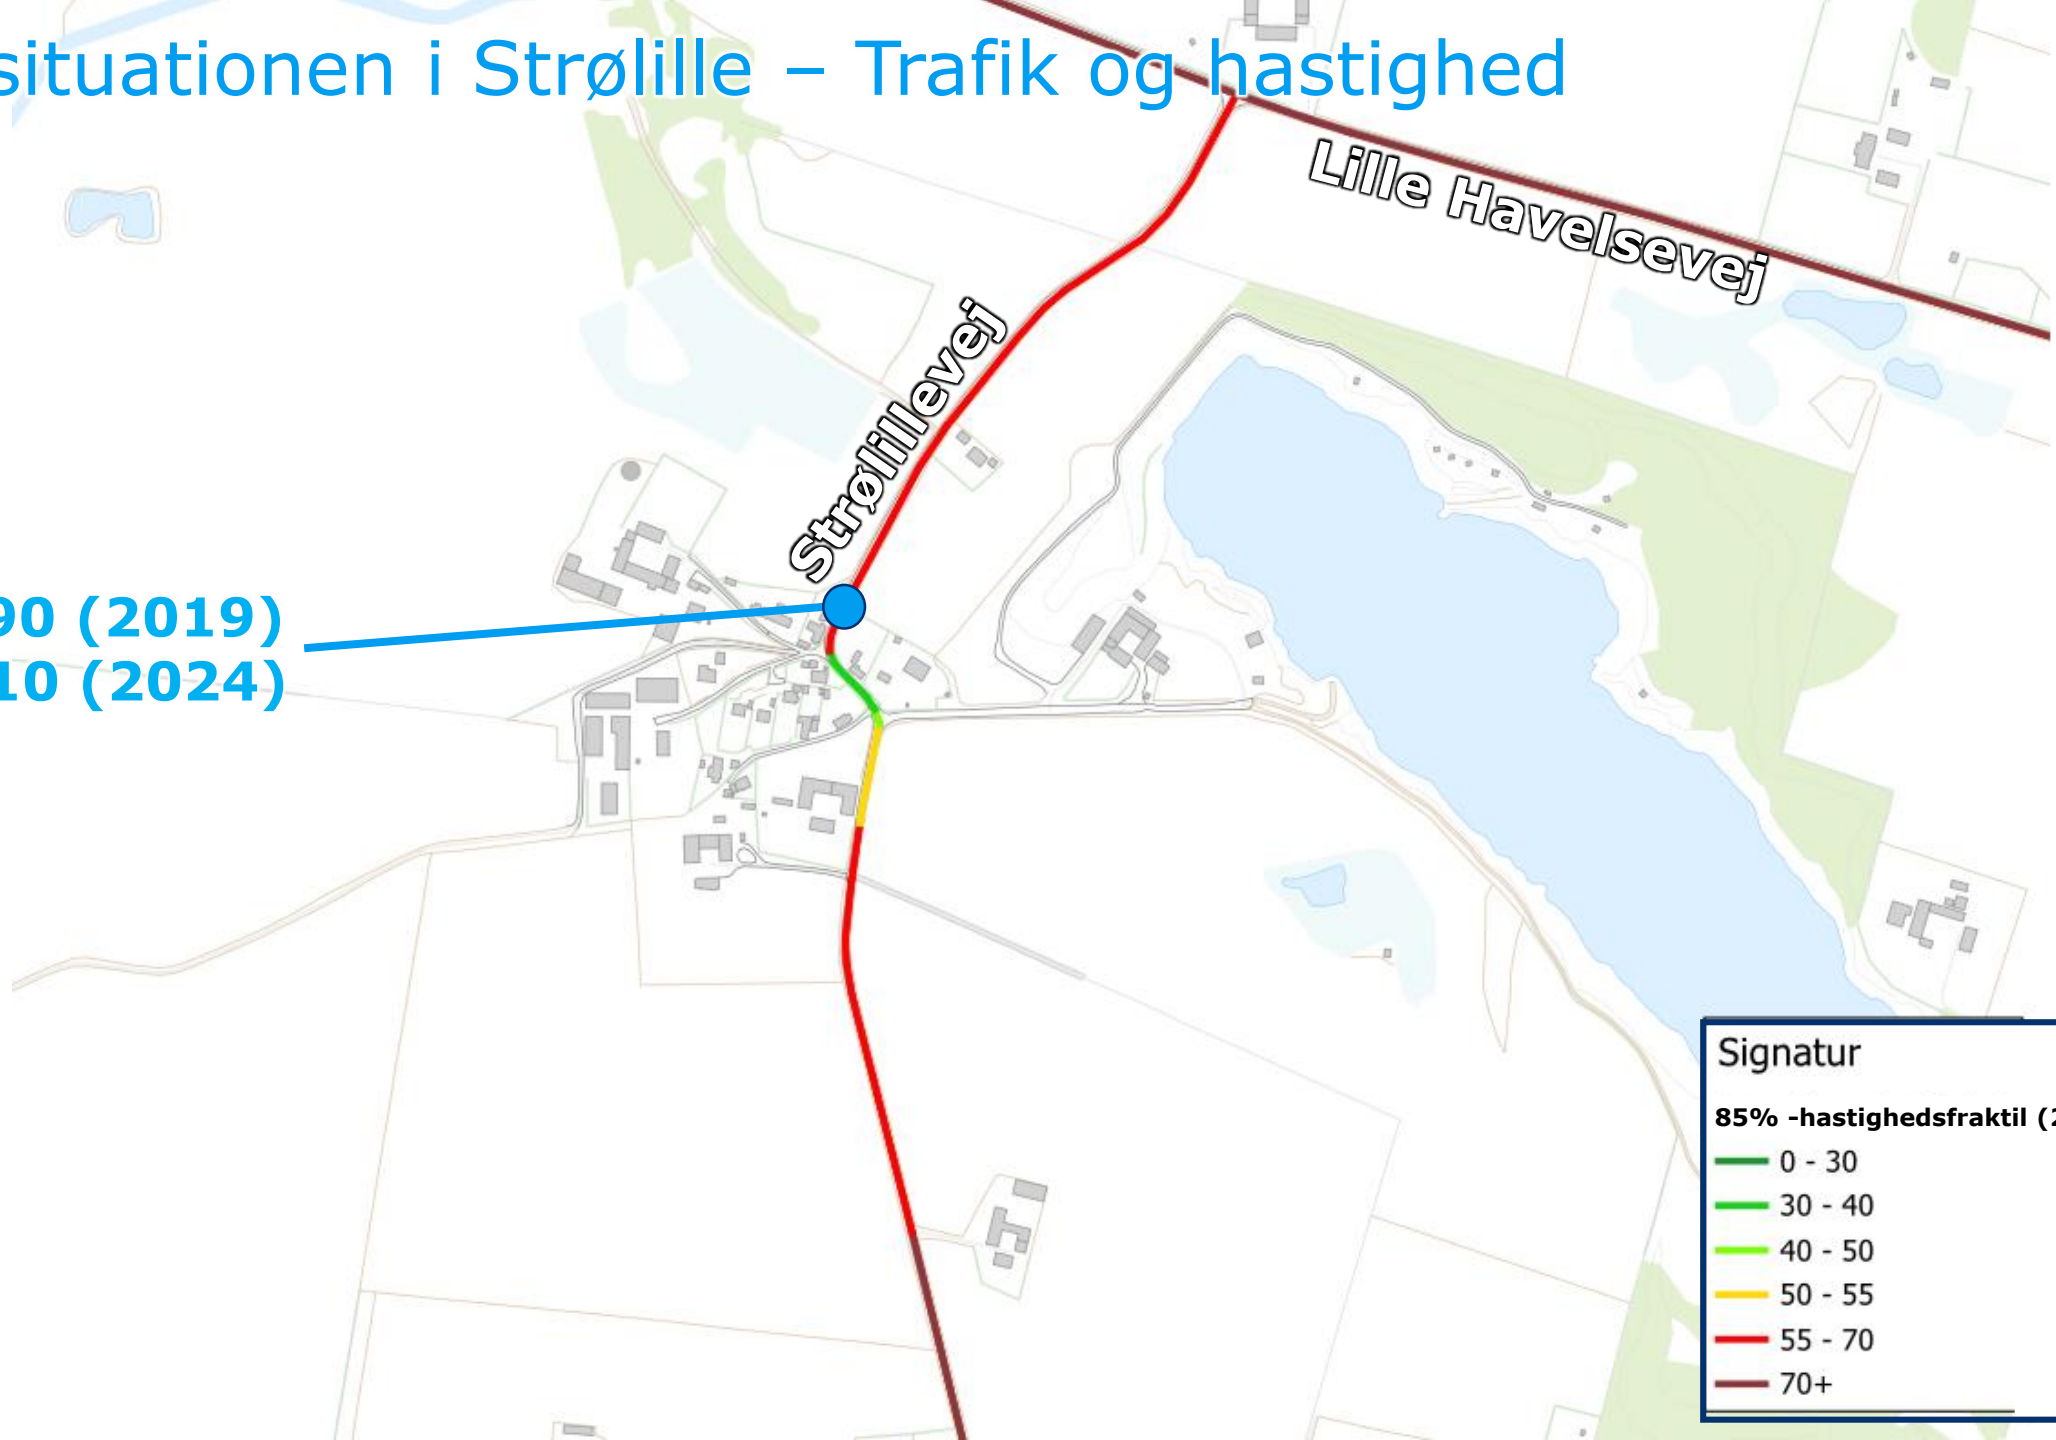 situationen i Strølille – Trafik og hastighed
Lille Havelsevej
Strølillevej
90 (2019)
10 (2024)
Signatur
85% -hastighedsfraktil (2
0 - 30
30 - 40
40 - 50
50 - 55
55 - 70
70+